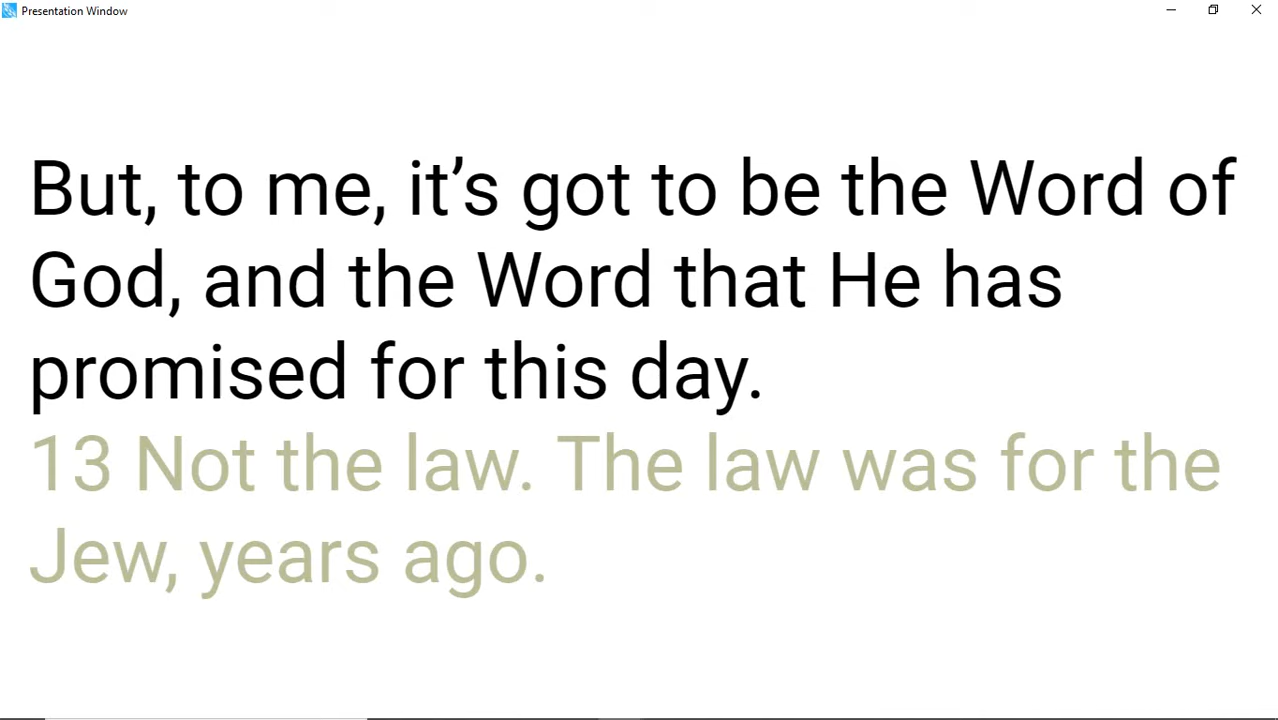 Presentation Window
But, to me, it’s got to be the Word of
God, and the Word that He has
promised for this day.
13 Not the law. The law was for the
Jew, years ago.